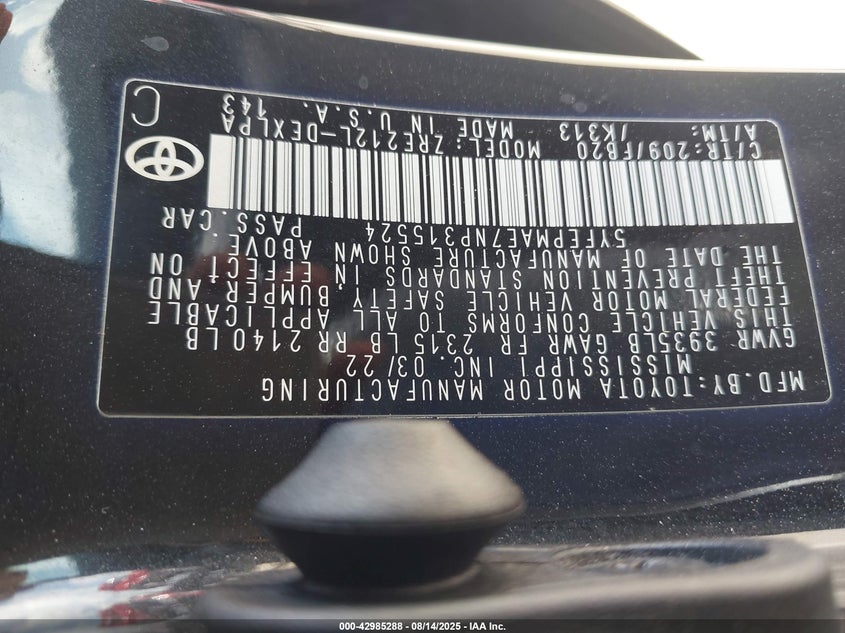 MFD.BY:TOYOTA MOTOR MANUFACTURING
MISSISSIPPI INC. 03/22
GVWR 3935LB GAWR FR 2315 LB RR 2140LB
THIS VEHICLE CONFORMS TO ALL APPLICABLE
FEDERAL MOTOR VEHICLE SAFETY BUMPER AND
THEFT PREVENTION STANDARDS IN EFFECT ON
THE DATE OF MANUFACTURE SHOWN ABOVE.
5YFEPMAE7NP315524 PASS.CAR
C/TR:209/FB20 MODEL:ZRE212L-DEXLPA
A/TM: /K313 MADE IN U.S.A. 143
C
000-42985288 - 08/14/2025 - IAA Inc.